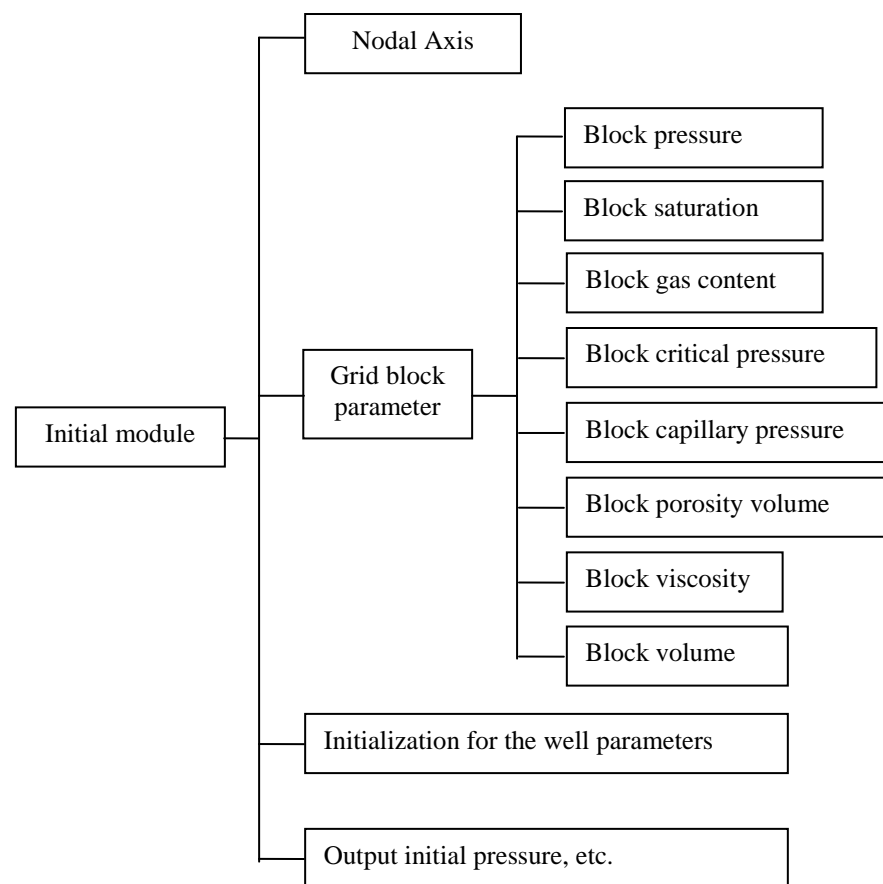 Nodal Axis
Block pressure
Block saturation
Block gas content
Block critical pressure
Grid block
parameter
Initial module
Block capillary pressure
Block porosity volume
Block viscosity
Block volume
Initialization for the well parameters
Output initial pressure, etc.